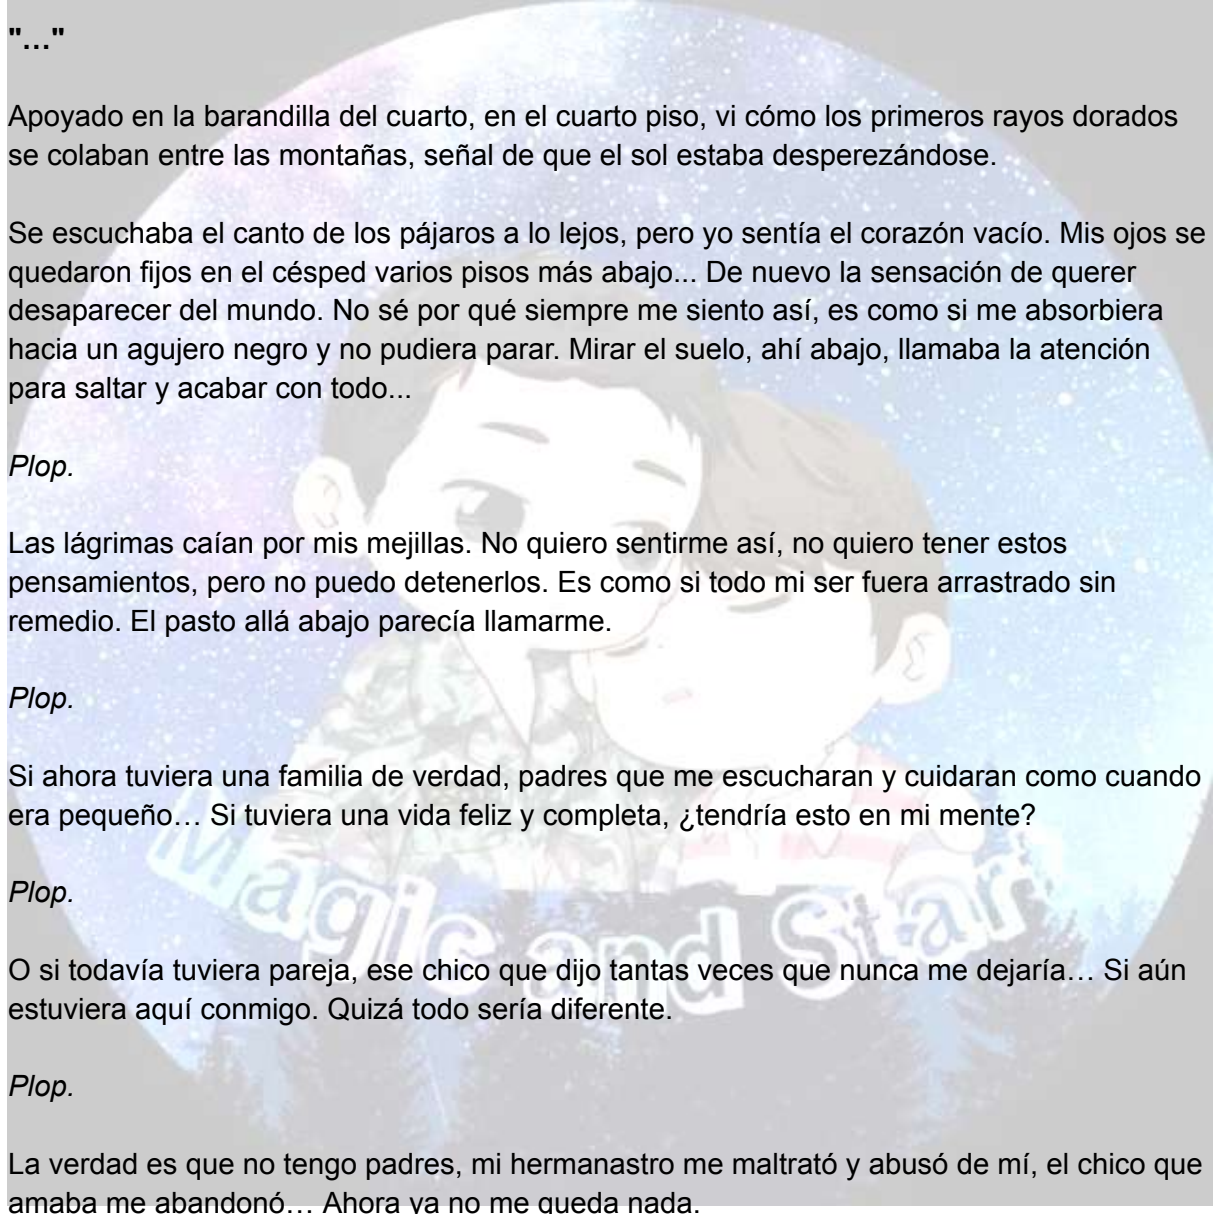 "…"
Apoyado en la barandilla del cuarto, en el cuarto piso, vi cómo los primeros rayos dorados
se colaban entre las montañas, señal de que el sol estaba desperezándose.
Se escuchaba el canto de los pájaros a lo lejos, pero yo sentía el corazón vacío. Mis ojos se
quedaron fijos en el césped varios pisos más abajo... De nuevo la sensación de querer
desaparecer del mundo. No sé por qué siempre me siento así, es como si me absorbiera
hacia un agujero negro y no pudiera parar. Mirar el suelo, ahí abajo, llamaba la atención
para saltar y acabar con todo...
Plop.
Las lágrimas caían por mis mejillas. No quiero sentirme así, no quiero tener estos
pensamientos, pero no puedo detenerlos. Es como si todo mi ser fuera arrastrado sin
remedio. El pasto allá abajo parecía llamarme.
Plop.
Si ahora tuviera una familia de verdad, padres que me escucharan y cuidaran como cuando
era pequeño… Si tuviera una vida feliz y completa, ¿tendría esto en mi mente?
Plop.
Magic and Star
O si todavía tuviera pareja, ese chico que dijo tantas veces que nunca me dejaría… Si aún
estuviera aquí conmigo. Quizá todo sería diferente.
Plop.
La verdad es que no tengo padres, mi hermanastro me maltrató y abusó de mí, el chico que
amaba me abandonó… Ahora ya no me queda nada.